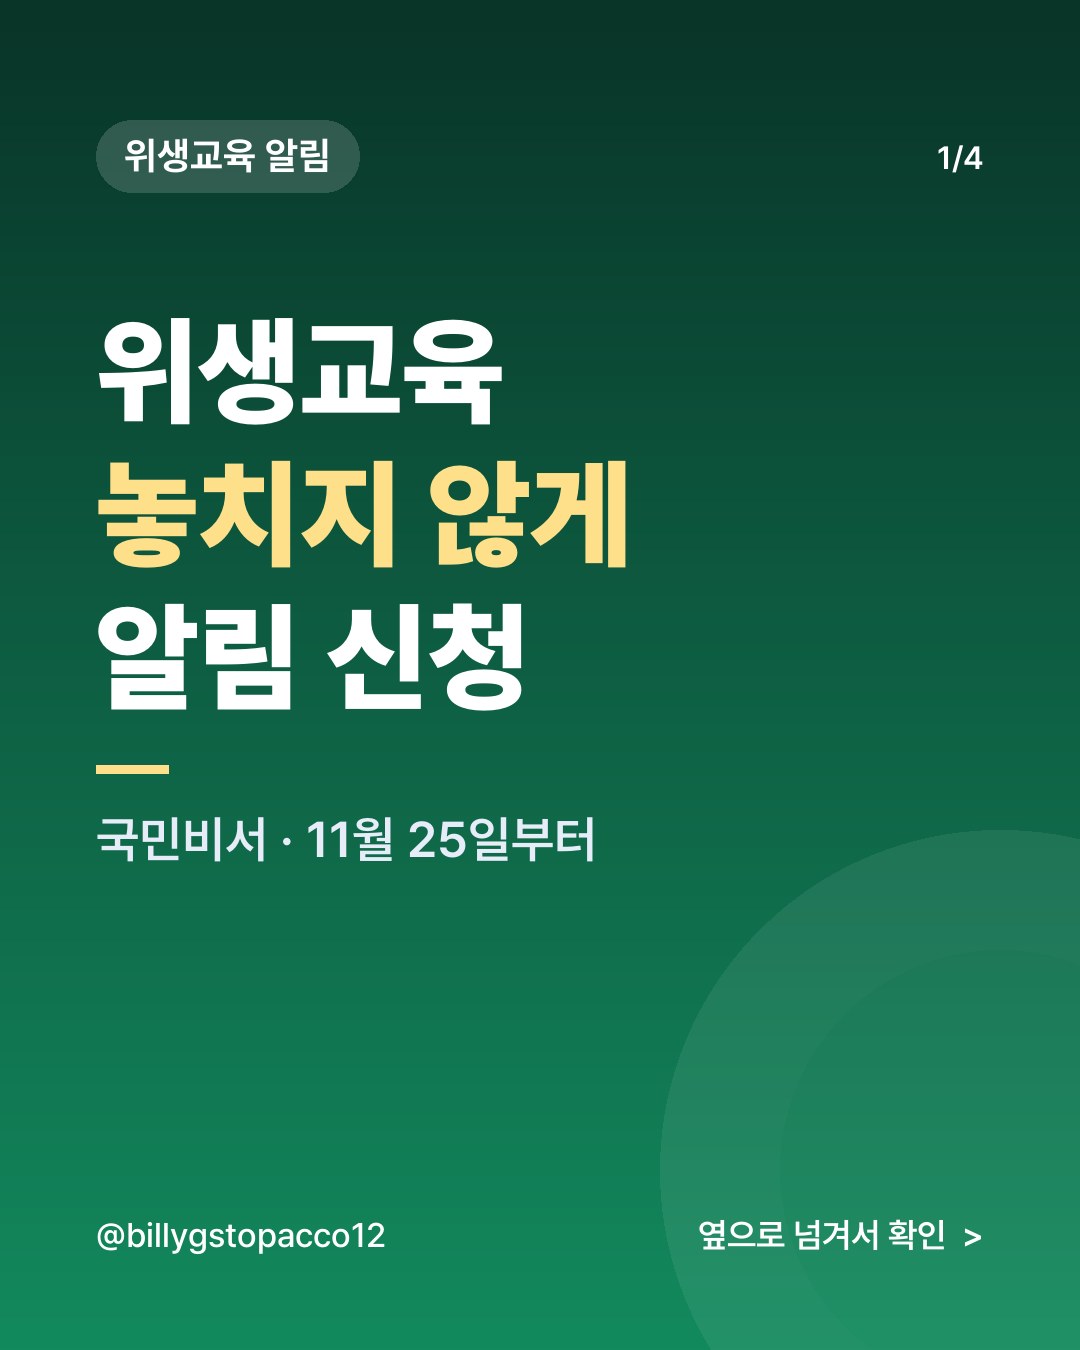 위생교육 알림
1/4
위생교육
놓치지 않게
알림 신청
국민비서 · 11월 25일부터
@billygstopacco12
옆으로 넘겨서 확인 >